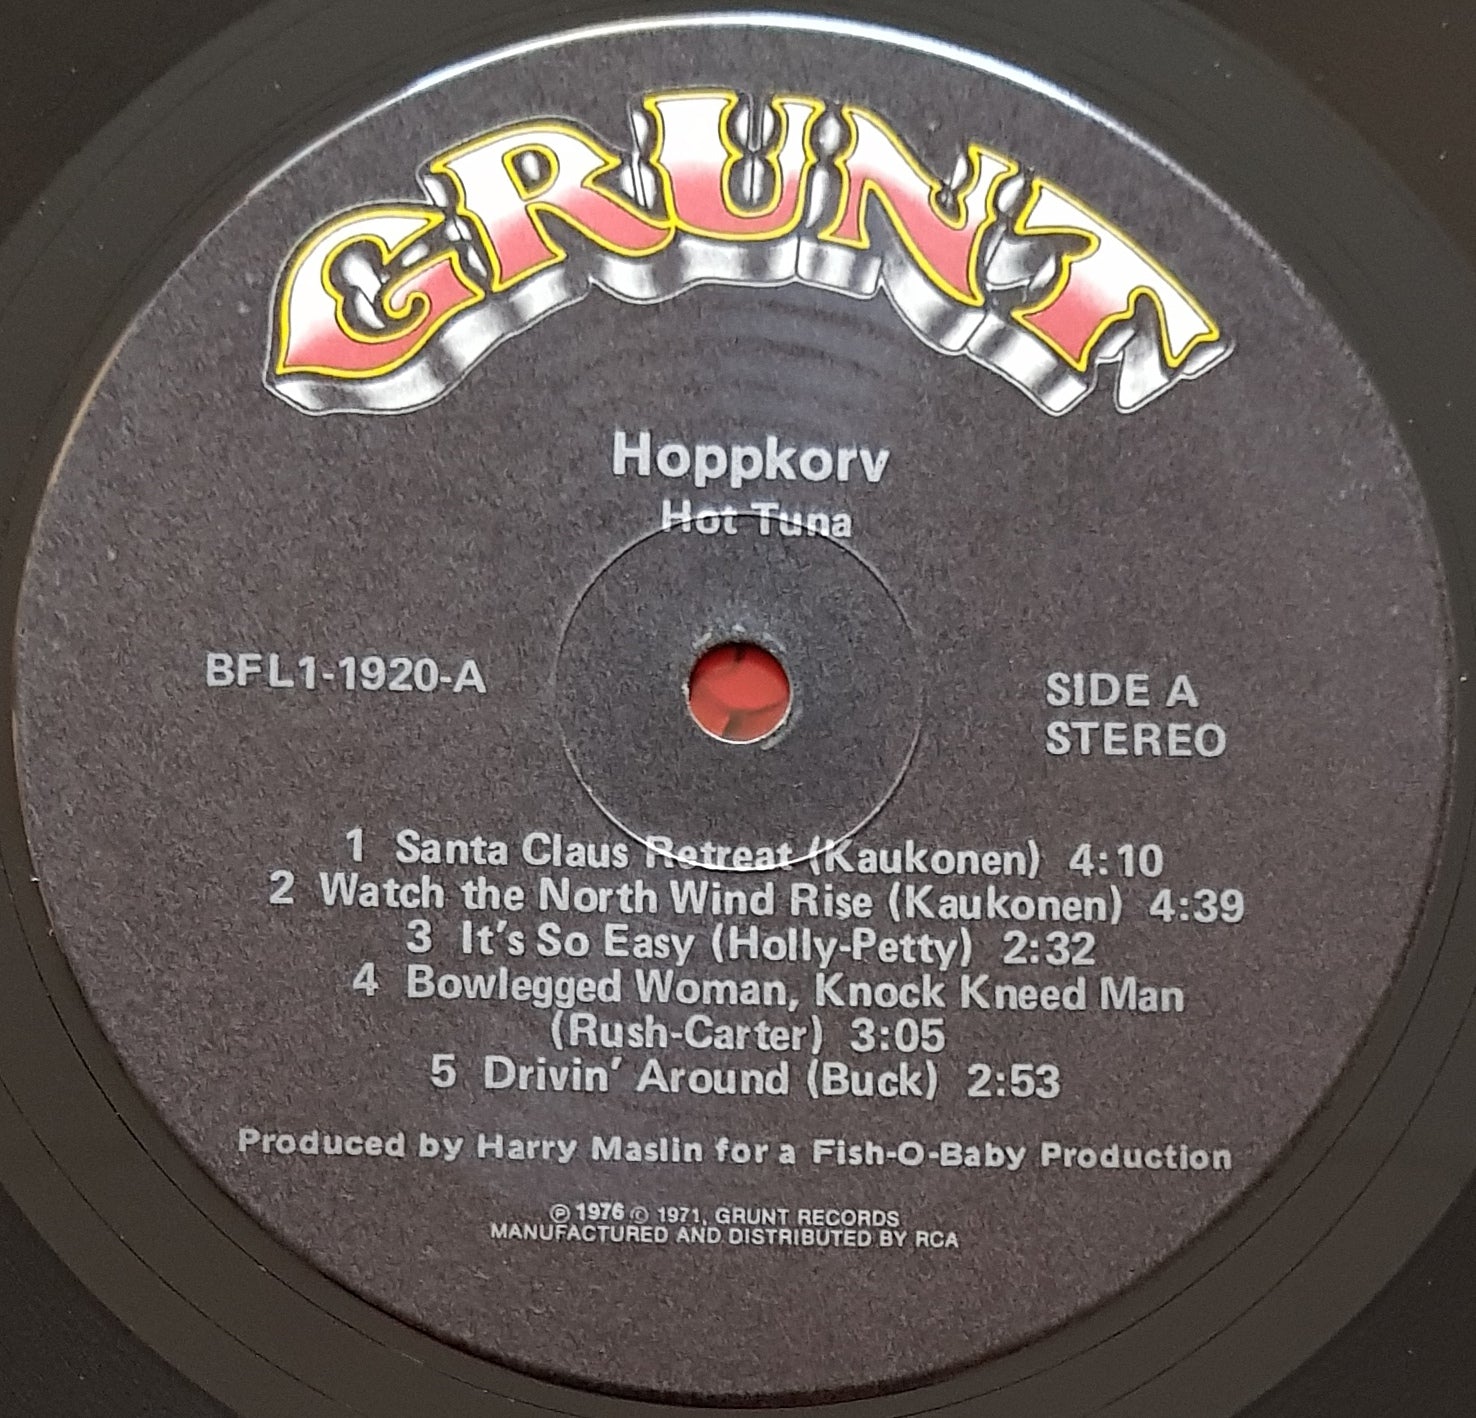 GRUNT
Hoppkorv
Hot Tuna
BFL1-1920-A
SIDE A
STEREO
1 Santa Claus Retreat (Kaukonen) 4:10
2 Watch the North Wind Rise (Kaukonen) 4:39
3 It's So Easy (Holly-Petty) 2:32
4 Bowlegged Woman, Knock Kneed Man
(Rush-Carter) 3:05
5 Drivin' Around (Buck) 2:53
Produced by Harry Maslin for a Fish-O-Baby Production
℗ 1976 © 1971, GRUNT RECORDS
MANUFACTURED AND DISTRIBUTED BY RCA